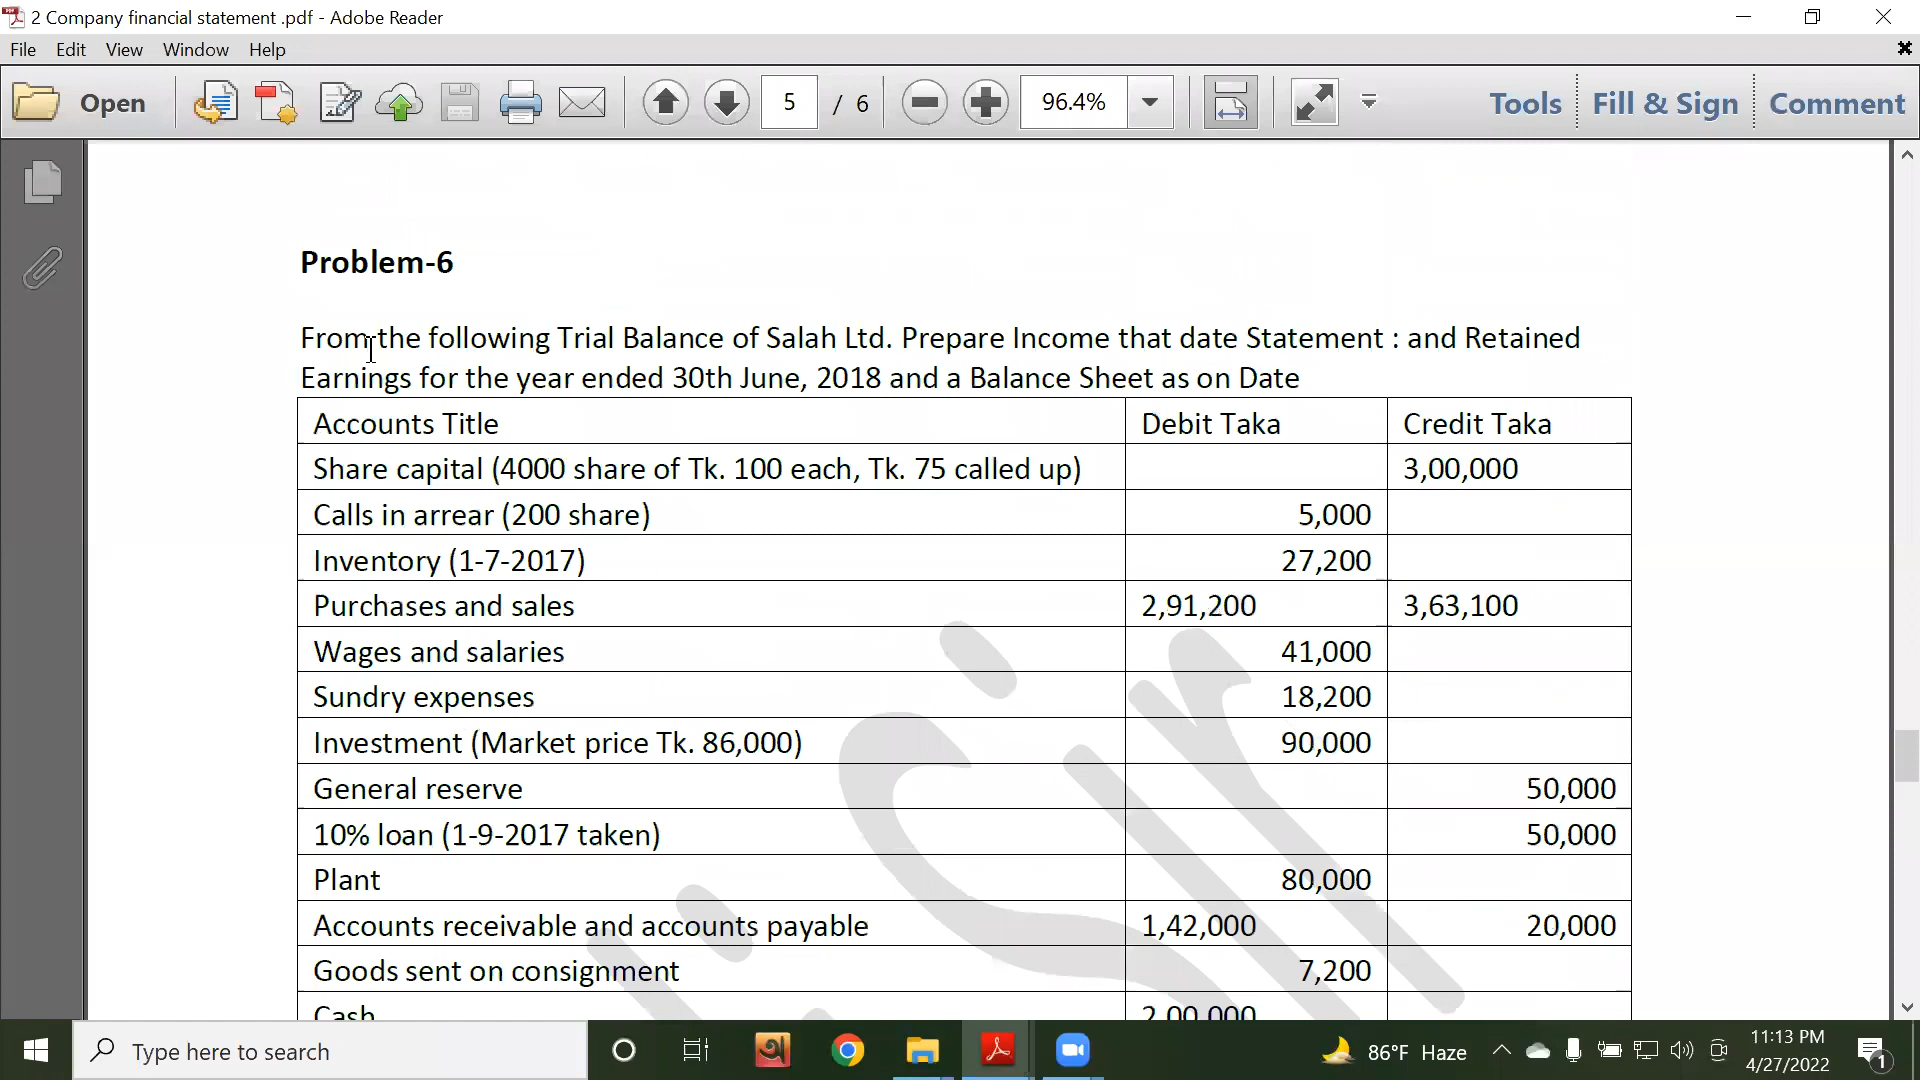 2 Company financial statement .pdf - Adobe Reader
File Edit View Window Help
Open 5 / 6 96.4% Tools Fill & Sign Comment
Problem-6
From the following Trial Balance of Salah Ltd. Prepare Income that date Statement : and Retained
Earnings for the year ended 30th June, 2018 and a Balance Sheet as on Date
Accounts Title Debit Taka Credit Taka
Share capital (4000 share of Tk. 100 each, Tk. 75 called up) 3,00,000
Calls in arrear (200 share) 5,000
Inventory (1-7-2017) 27,200
Purchases and sales 2,91,200 3,63,100
Wages and salaries 41,000
Sundry expenses 18,200
Investment (Market price Tk. 86,000) 90,000
General reserve 50,000
10% loan (1-9-2017 taken) 50,000
Plant 80,000
Accounts receivable and accounts payable 1,42,000 20,000
Goods sent on consignment 7,200
Cash 2,00,000
Sir
Type here to search 86°F Haze 11:13 PM
4/27/2022 1